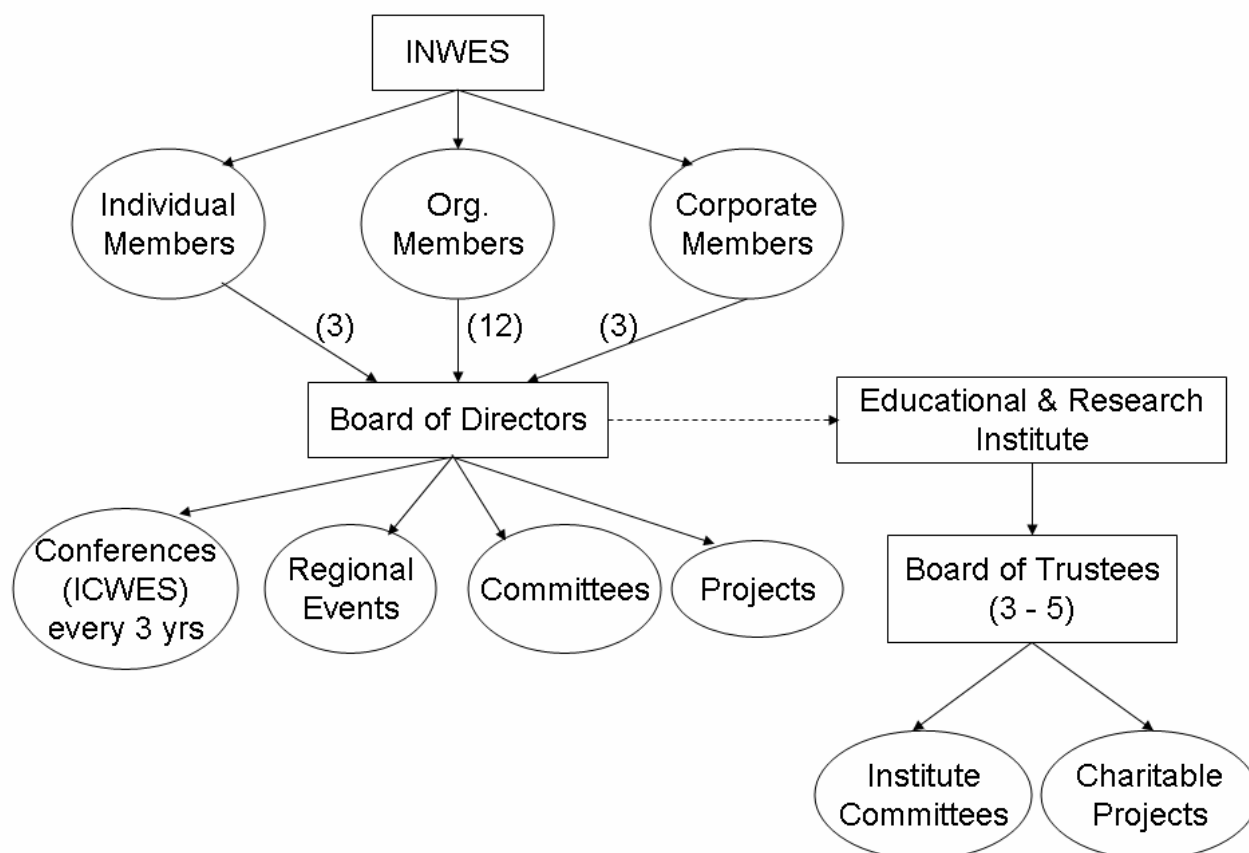 INWES
Individual
Members
Org.
Members
Corporate
Members
(3)
(12)
(3)
Board of Directors
Educational & Research
Institute
Conferences
(ICWES)
every 3 yrs
Regional
Events
Committees
Projects
Board of Trustees
(3 - 5)
Institute
Committees
Charitable
Projects